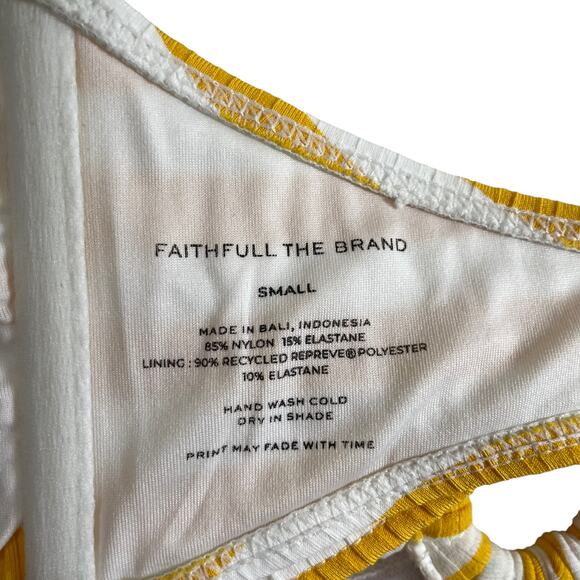 FAITHFULL THE BRAND
SMALL
MADE IN BALI, INDONESIA
85% NYLON 15% ELASTANE
LINING : 90% RECYCLED REPREVE® POLYESTER
10% ELASTANE
HAND WASH COLD
DRY IN SHADE
PRINT MAY FADE WITH TIME